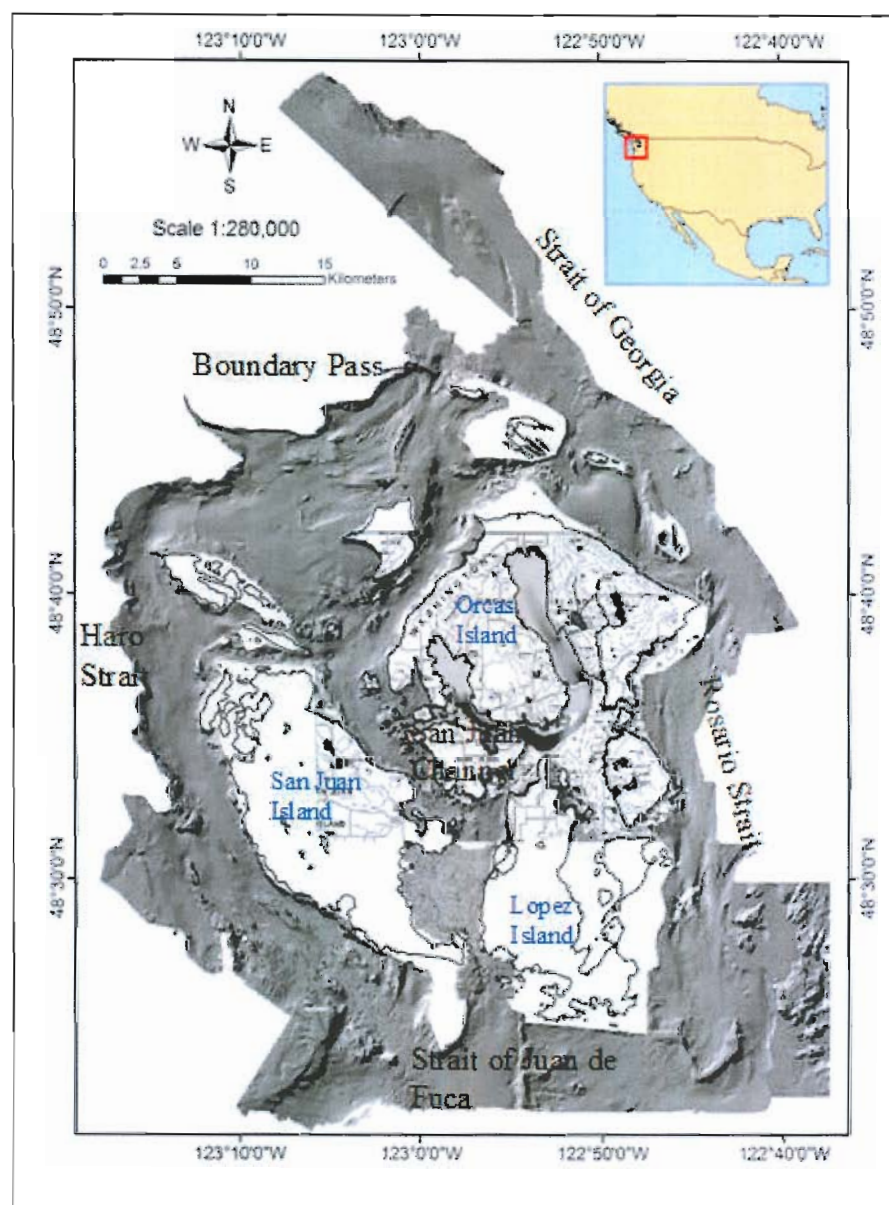 123°10'0"W 123°0'0"W 122°50'0"W 122°40'0"W
N
W E
S
Scale 1:280,000
0 2.5 5 10 15
Kilometers
Strait of Georgia
48°50'0"N
48°50'0"N
Boundary Pass
48°40'0"N
48°40'0"N
WASHINGTON
Orcas
Island
Haro
Strait
San Juan
Channel
Rosario Strait
San Juan
Island
48°30'0"N
48°30'0"N
Lopez
Island
Strait of Juan de
Fuca
123°10'0"W 123°0'0"W 122°50'0"W 122°40'0"W